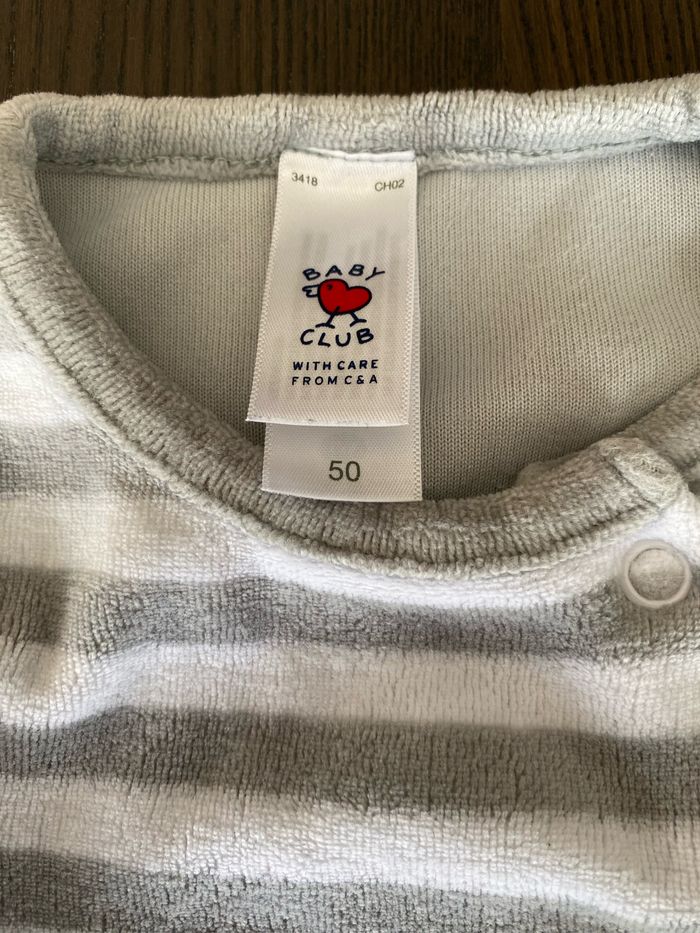 3418 CH02
BABY
CLUB
WITH CARE
FROM C&A
50